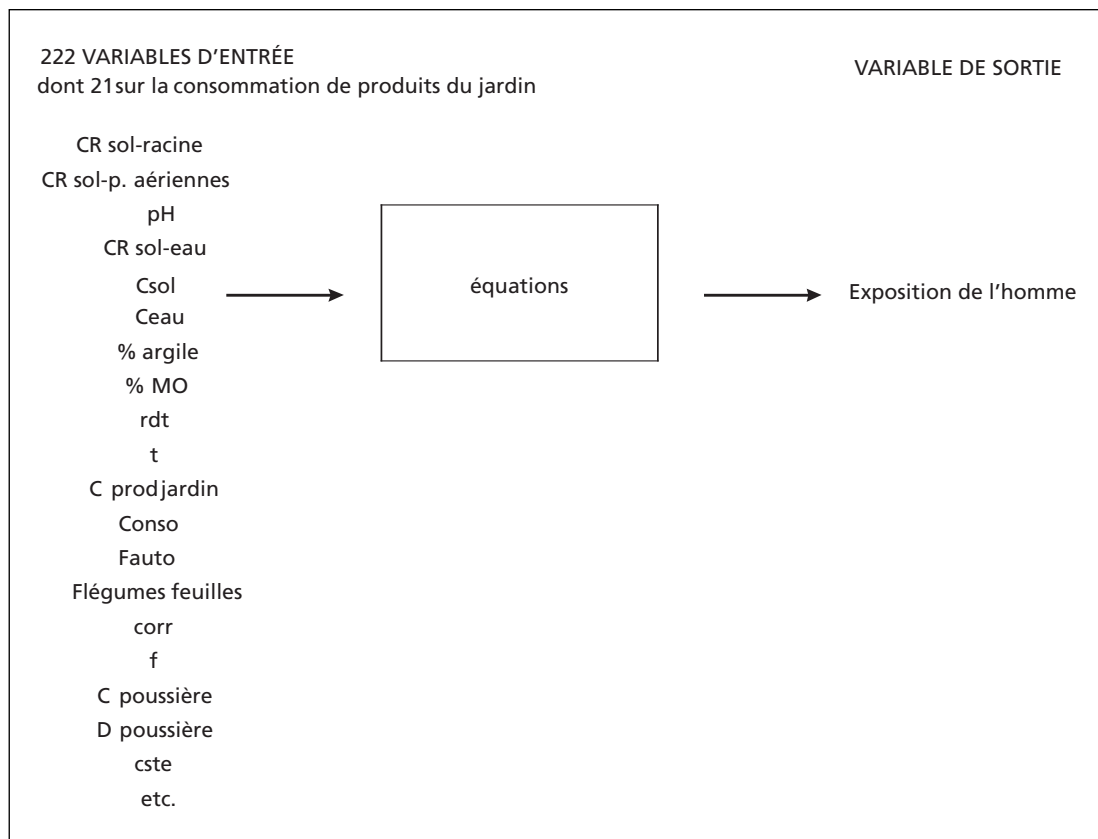 222 VARIABLES D’ENTRÉE
dont 21sur la consommation de produits du jardin
VARIABLE DE SORTIE
CR sol-racine
CR sol-p. aériennes
pH
CR sol-eau
Csol
Ceau
% argile
% MO
rdt
t
C prodjardin
Conso
Fauto
Flégumes feuilles
corr
f
C poussière
D poussière
cste
etc.
équations
Exposition de l’homme